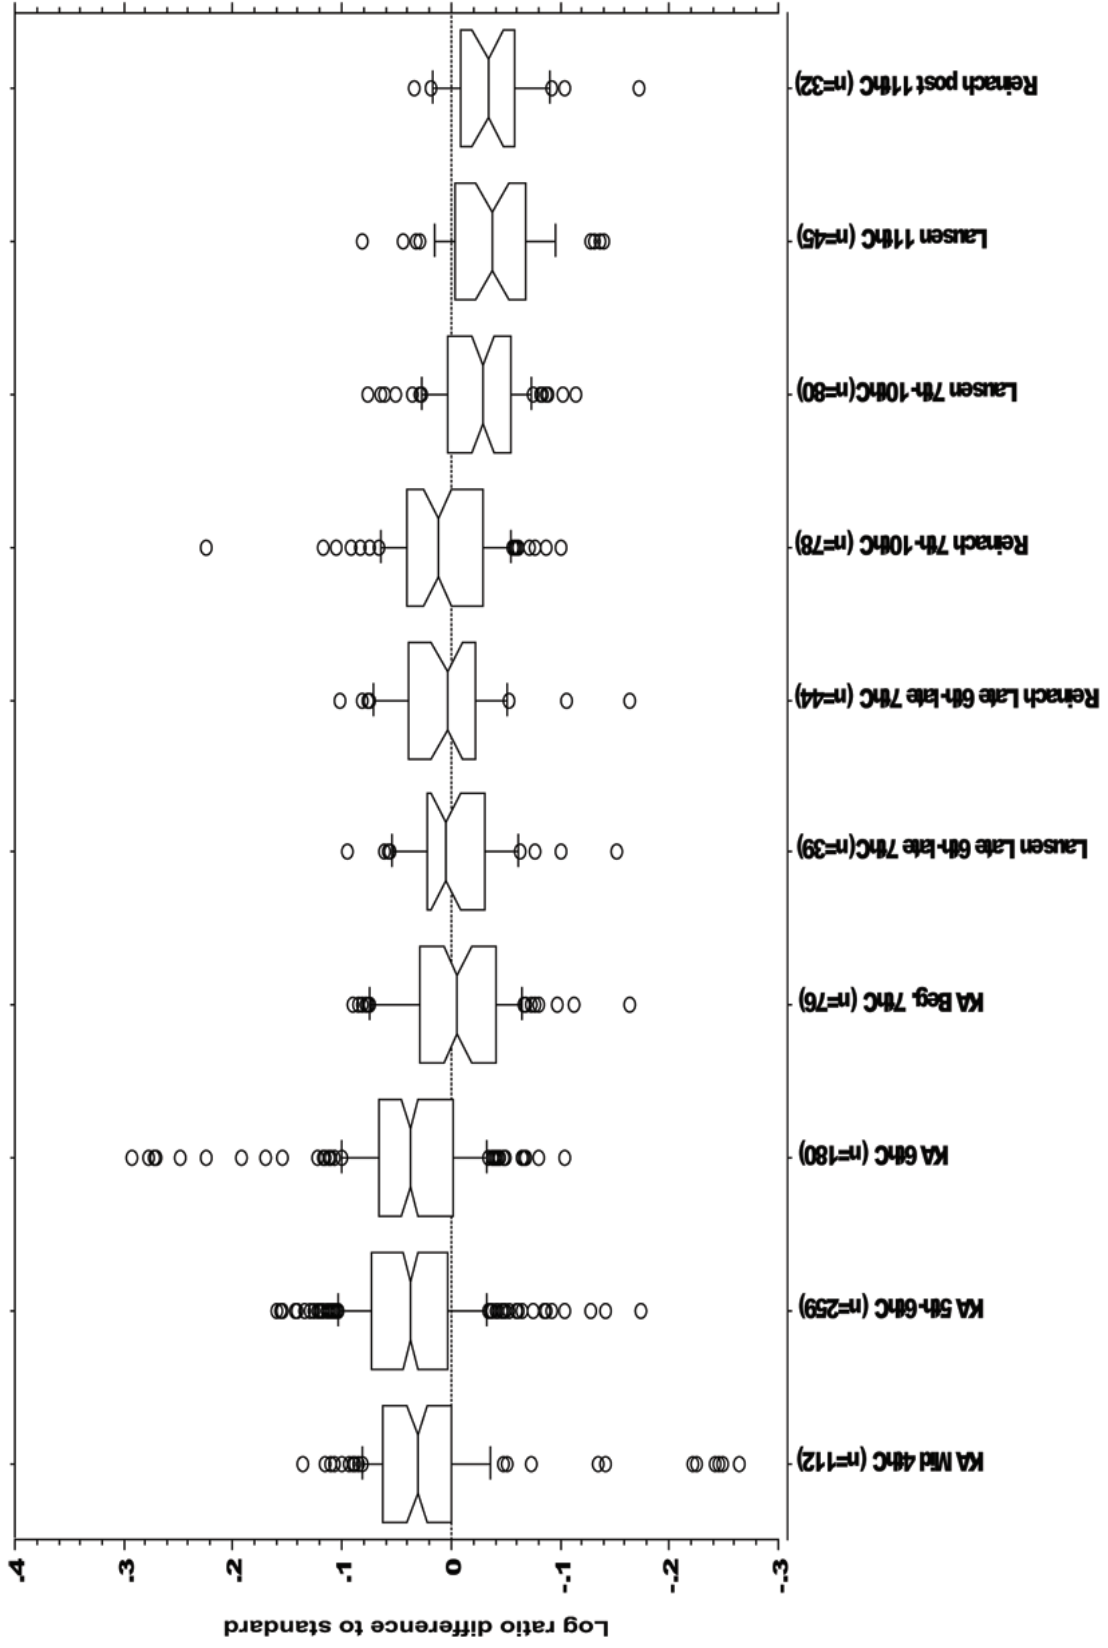 Log ratio difference to standard
.4
.3
.2
.1
0
-.1
-.2
-.3
KA Mid 4thC (n=112)
KA 5th-6thC (n=259)
KA 6thC (n=180)
KA Beg. 7thC (n=76)
Lausen Late 6th-late 7thC(n=39)
Reinach Late 6th-late 7thC (n=44)
Reinach 7th-10thC (n=78)
Lausen 7th-10thC(n=80)
Lausen 11thC (n=45)
Reinach post 11thC (n=32)